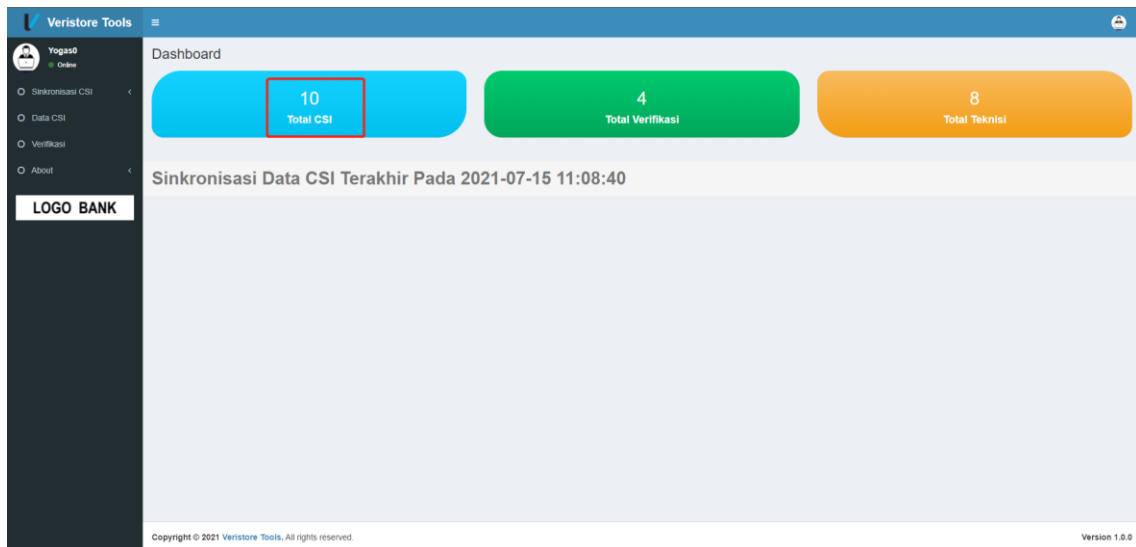 Veristore Tools
Yogas0
Online
Sinkronisasi CSI
Data CSI
Verifikasi
About
LOGO BANK
Dashboard
10
Total CSI
4
Total Verifikasi
8
Total Teknisi
Sinkronisasi Data CSI Terakhir Pada 2021-07-15 11:08:40
Copyright © 2021 Veristore Tools. All rights reserved.
Version 1.0.0